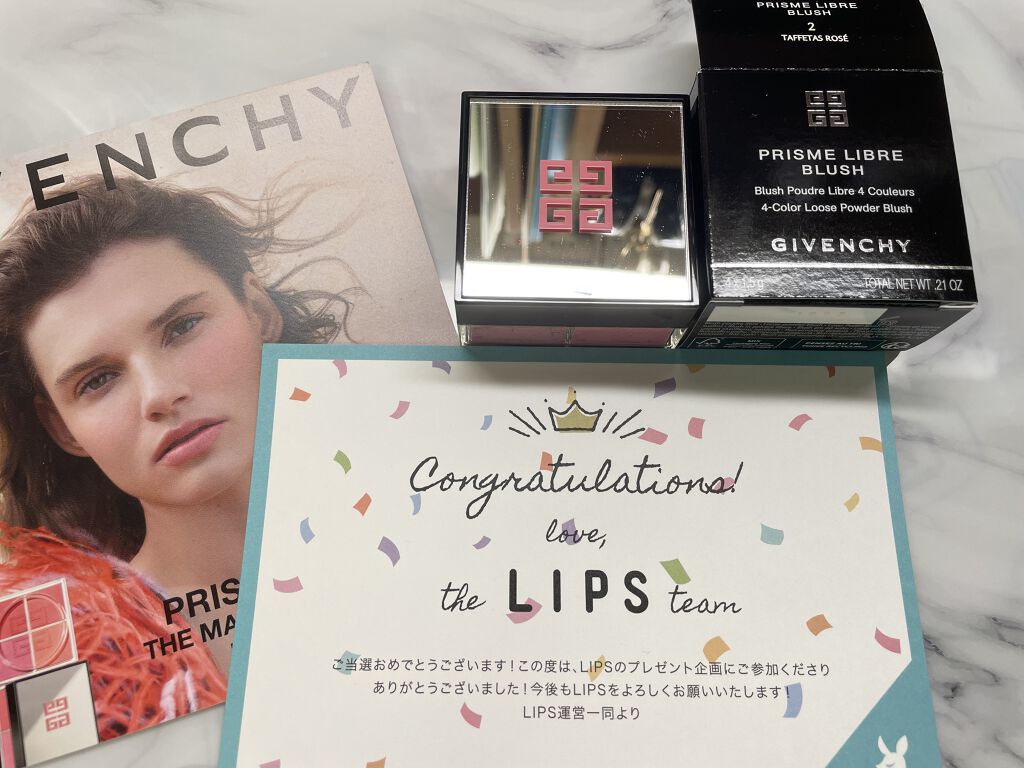 ENCHY
PRIS
THE MA
PRISME LIBRE
BLUSH
2
TAFFETAS ROSÉ
PRISME LIBRE
BLUSH
Blush Poudre Libre 4 Couleurs
4-Color Loose Powder Blush
GIVENCHY
4 x 1.5 g
TOTAL NET WT .21 OZ
Congratulations!
love,
the LIPS team
ご当選おめでとうございます!この度は、LIPSのプレゼント企画にご参加くださり
ありがとうございました!今後もLIPSをよろしくお願いいたします!
LIPS運営一同より